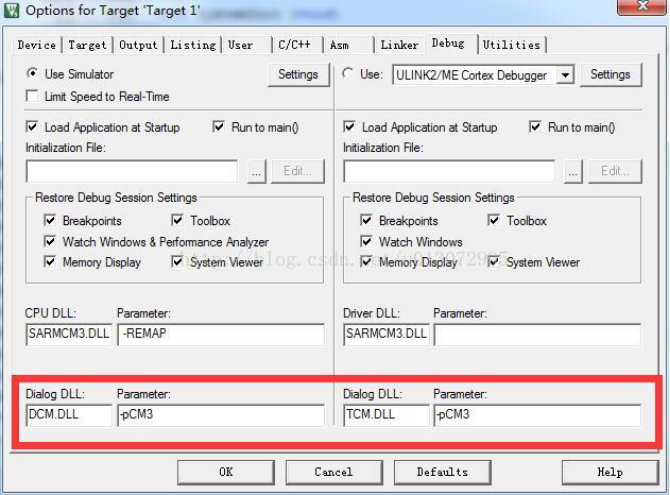 Options for Target 'Target 1'
Device Target Output Listing User C/C++ Asm Linker Debug Utilities
Use Simulator Settings Use: ULINK2/ME Cortex Debugger Settings
Limit Speed to Real-Time
Load Application at Startup Run to main() Load Application at Startup Run to main()
Initialization File: Initialization File:
... Edit... ... Edit...
Restore Debug Session Settings Restore Debug Session Settings
Breakpoints Toolbox Breakpoints Toolbox
Watch Windows & Performance Analyzer Watch Windows
Memory Display System Viewer Memory Display System Viewer
CPU DLL: Parameter: Driver DLL: Parameter:
SARMCM3.DLL -REMAP SARMCM3.DLL
Dialog DLL: Parameter: Dialog DLL: Parameter:
DCM.DLL -pCM3 TCM.DLL -pCM3
OK Cancel Defaults Help